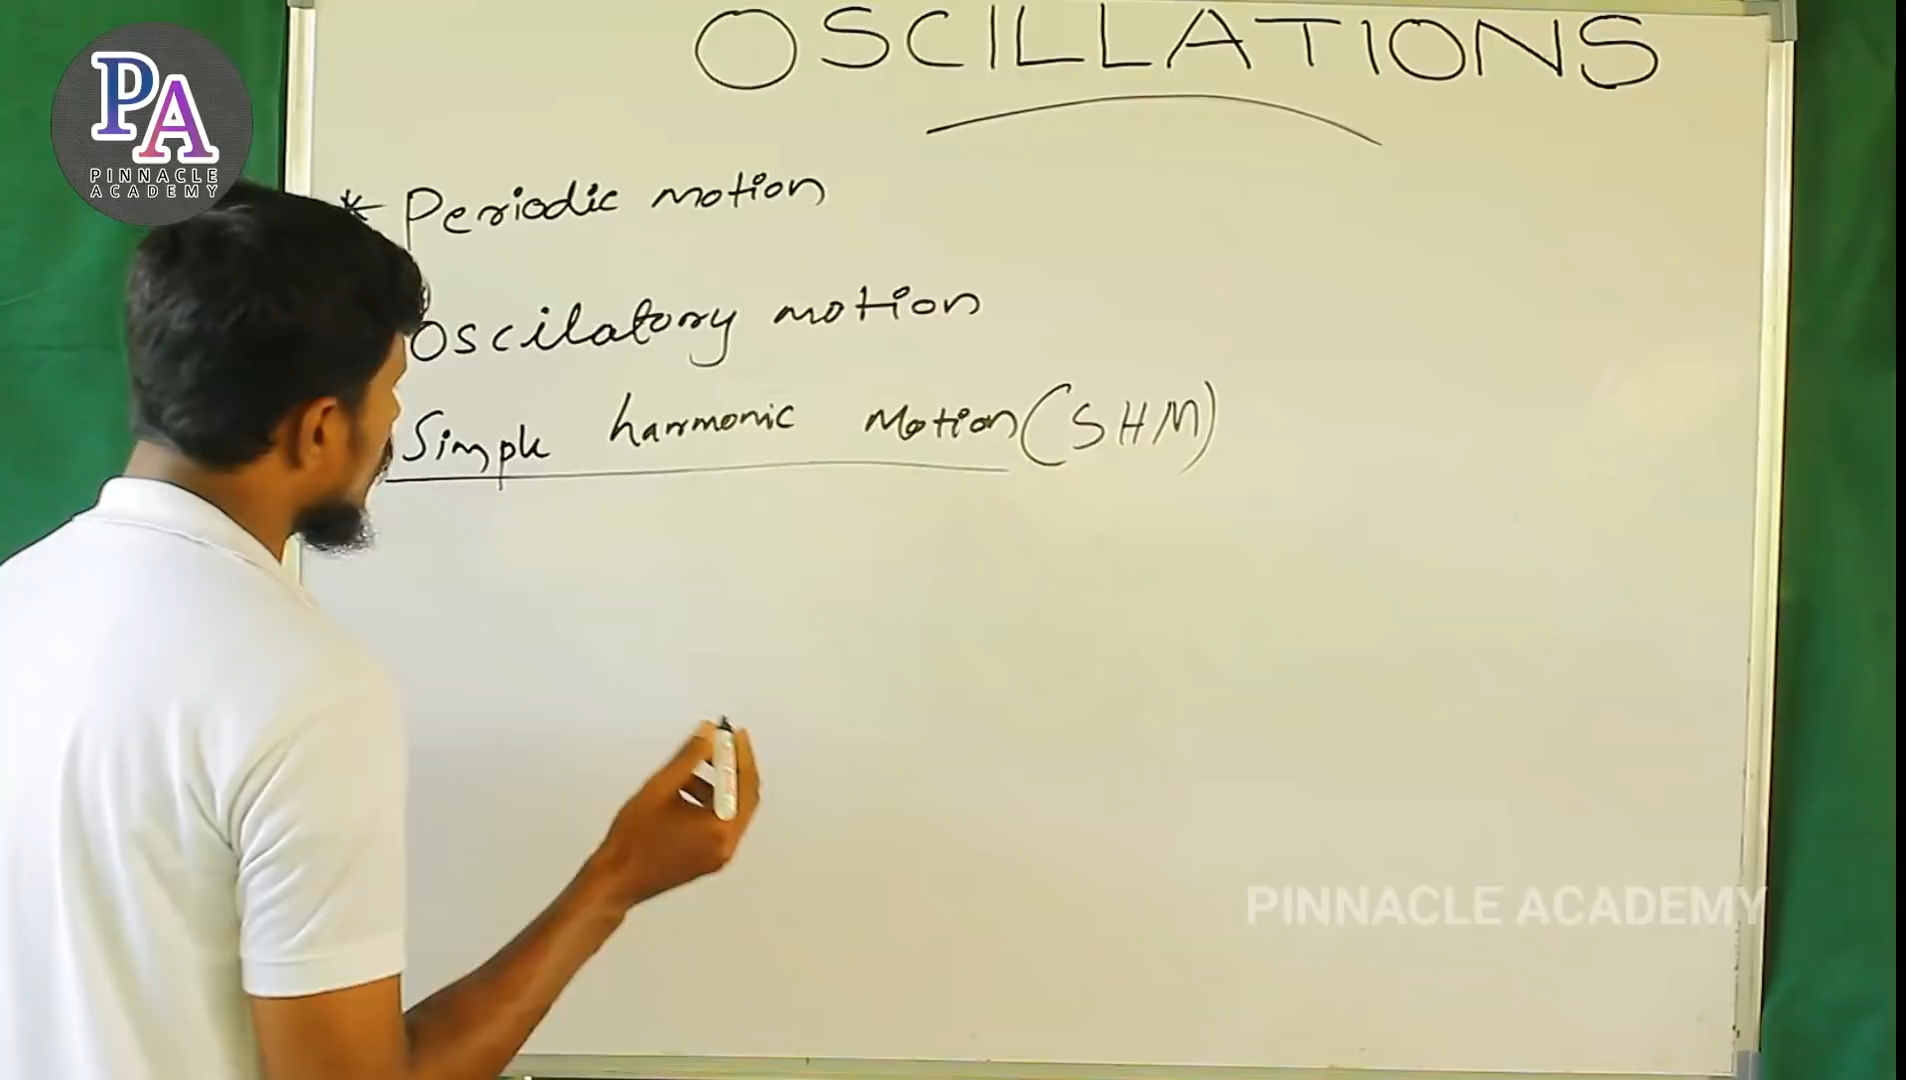 PA
PINNACLE
ACADEMY
OSCILLATIONS
* Periodic motion
Oscilatory motion
Simple harmonic Motion (SHM)
PINNACLE ACADEMY